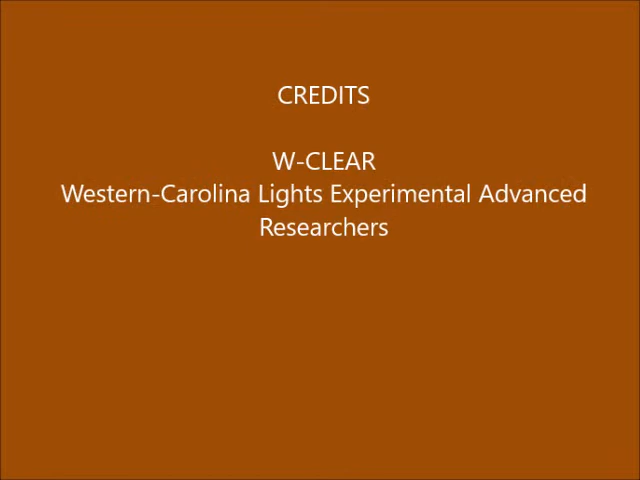 CREDITS
W-CLEAR
Western-Carolina Lights Experimental Advanced
Researchers